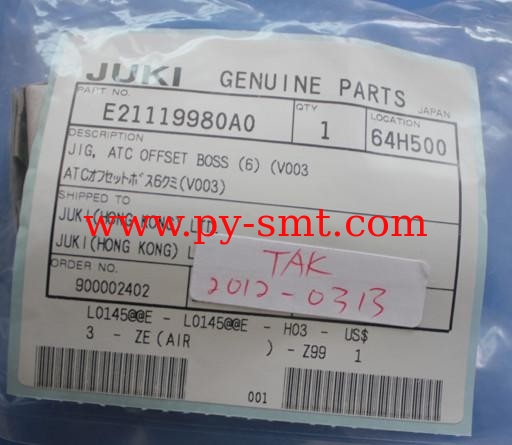 JUKI GENUINE PARTS
JAPAN
PART NO. QTY LOCATION
E21119980A0 1 64H500
DESCRIPTION
JIG, ATC OFFSET BOSS (6) (V003
ATCオフセットボス6クミ(V003)
SHIPPED TO
JUKI(HONG KONG)
www.py-smt.com
JUKI(HONG KONG) L
TAK
2012-0313
ORDER NO.
900002402
L0145@@E - L0145@@E - H03 - US$
3 - ZE(AIR ) - Z99 1
001